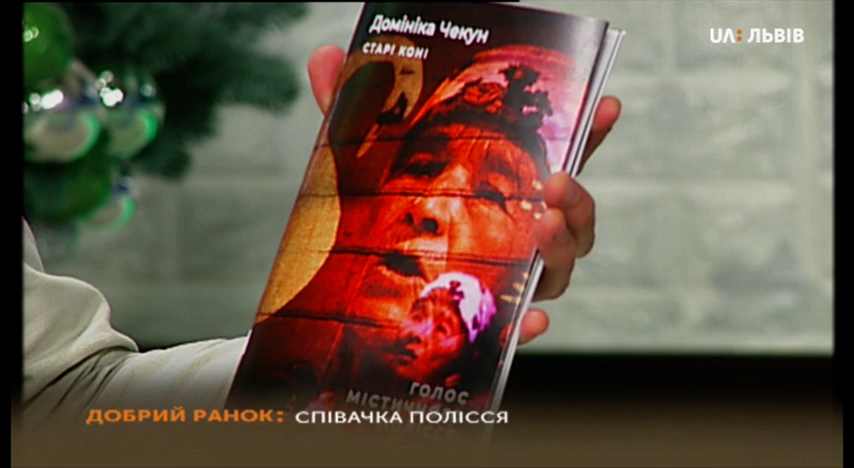 Домініка Чекун
СТАРІ КОНІ
UA: ЛЬВІВ
ГОЛОС
ДОБРИЙ РАНОК: СПІВАЧКА ПОЛІССЯ